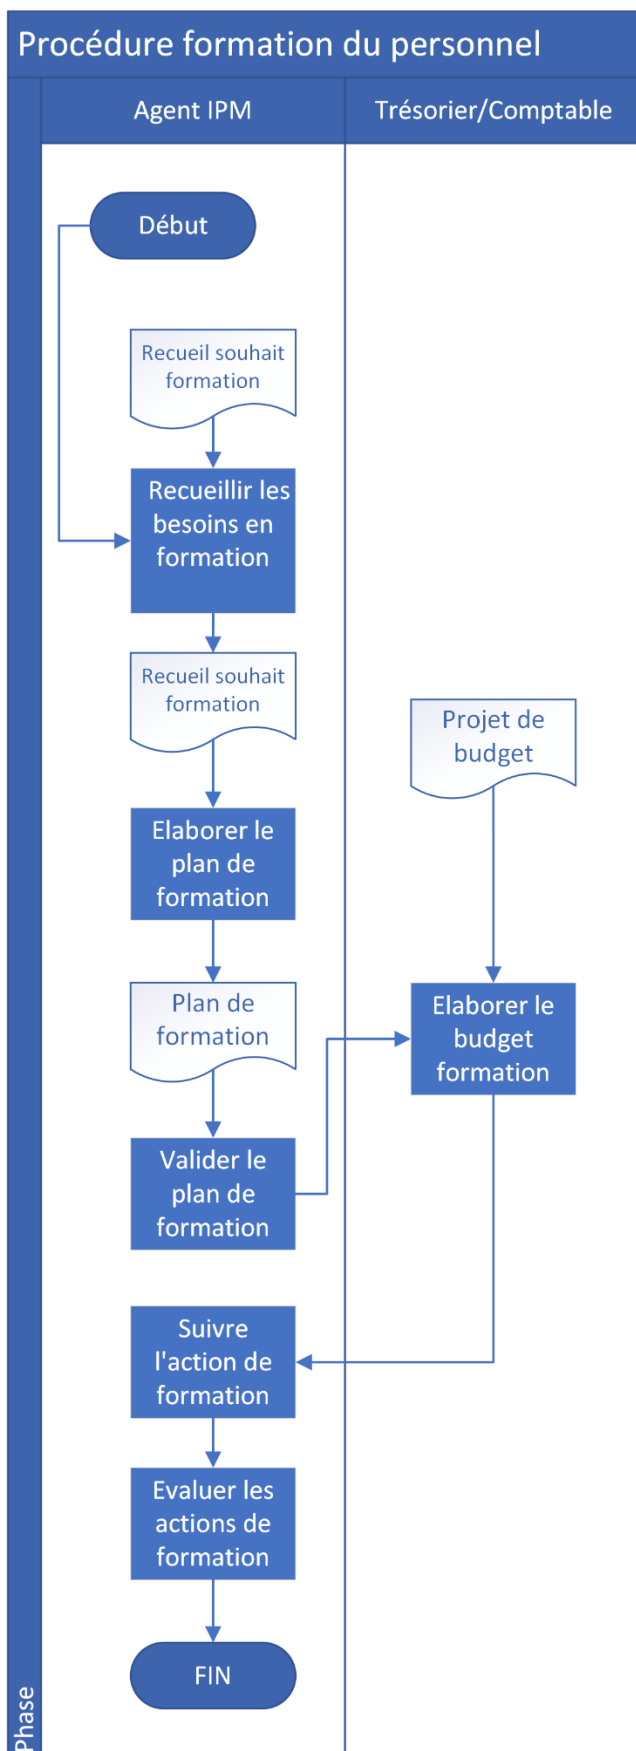 Procédure formation du personnel
Agent IPM
Trésorier/Comptable
Début
Recueil souhait
formation
Recueillir les
besoins en
formation
Recueil souhait
formation
Projet de
budget
Elaborer le
plan de
formation
Plan de
formation
Elaborer le
budget
formation
Valider le
plan de
formation
Suivre
l'action de
formation
Evaluer les
actions de
formation
FIN
Phase